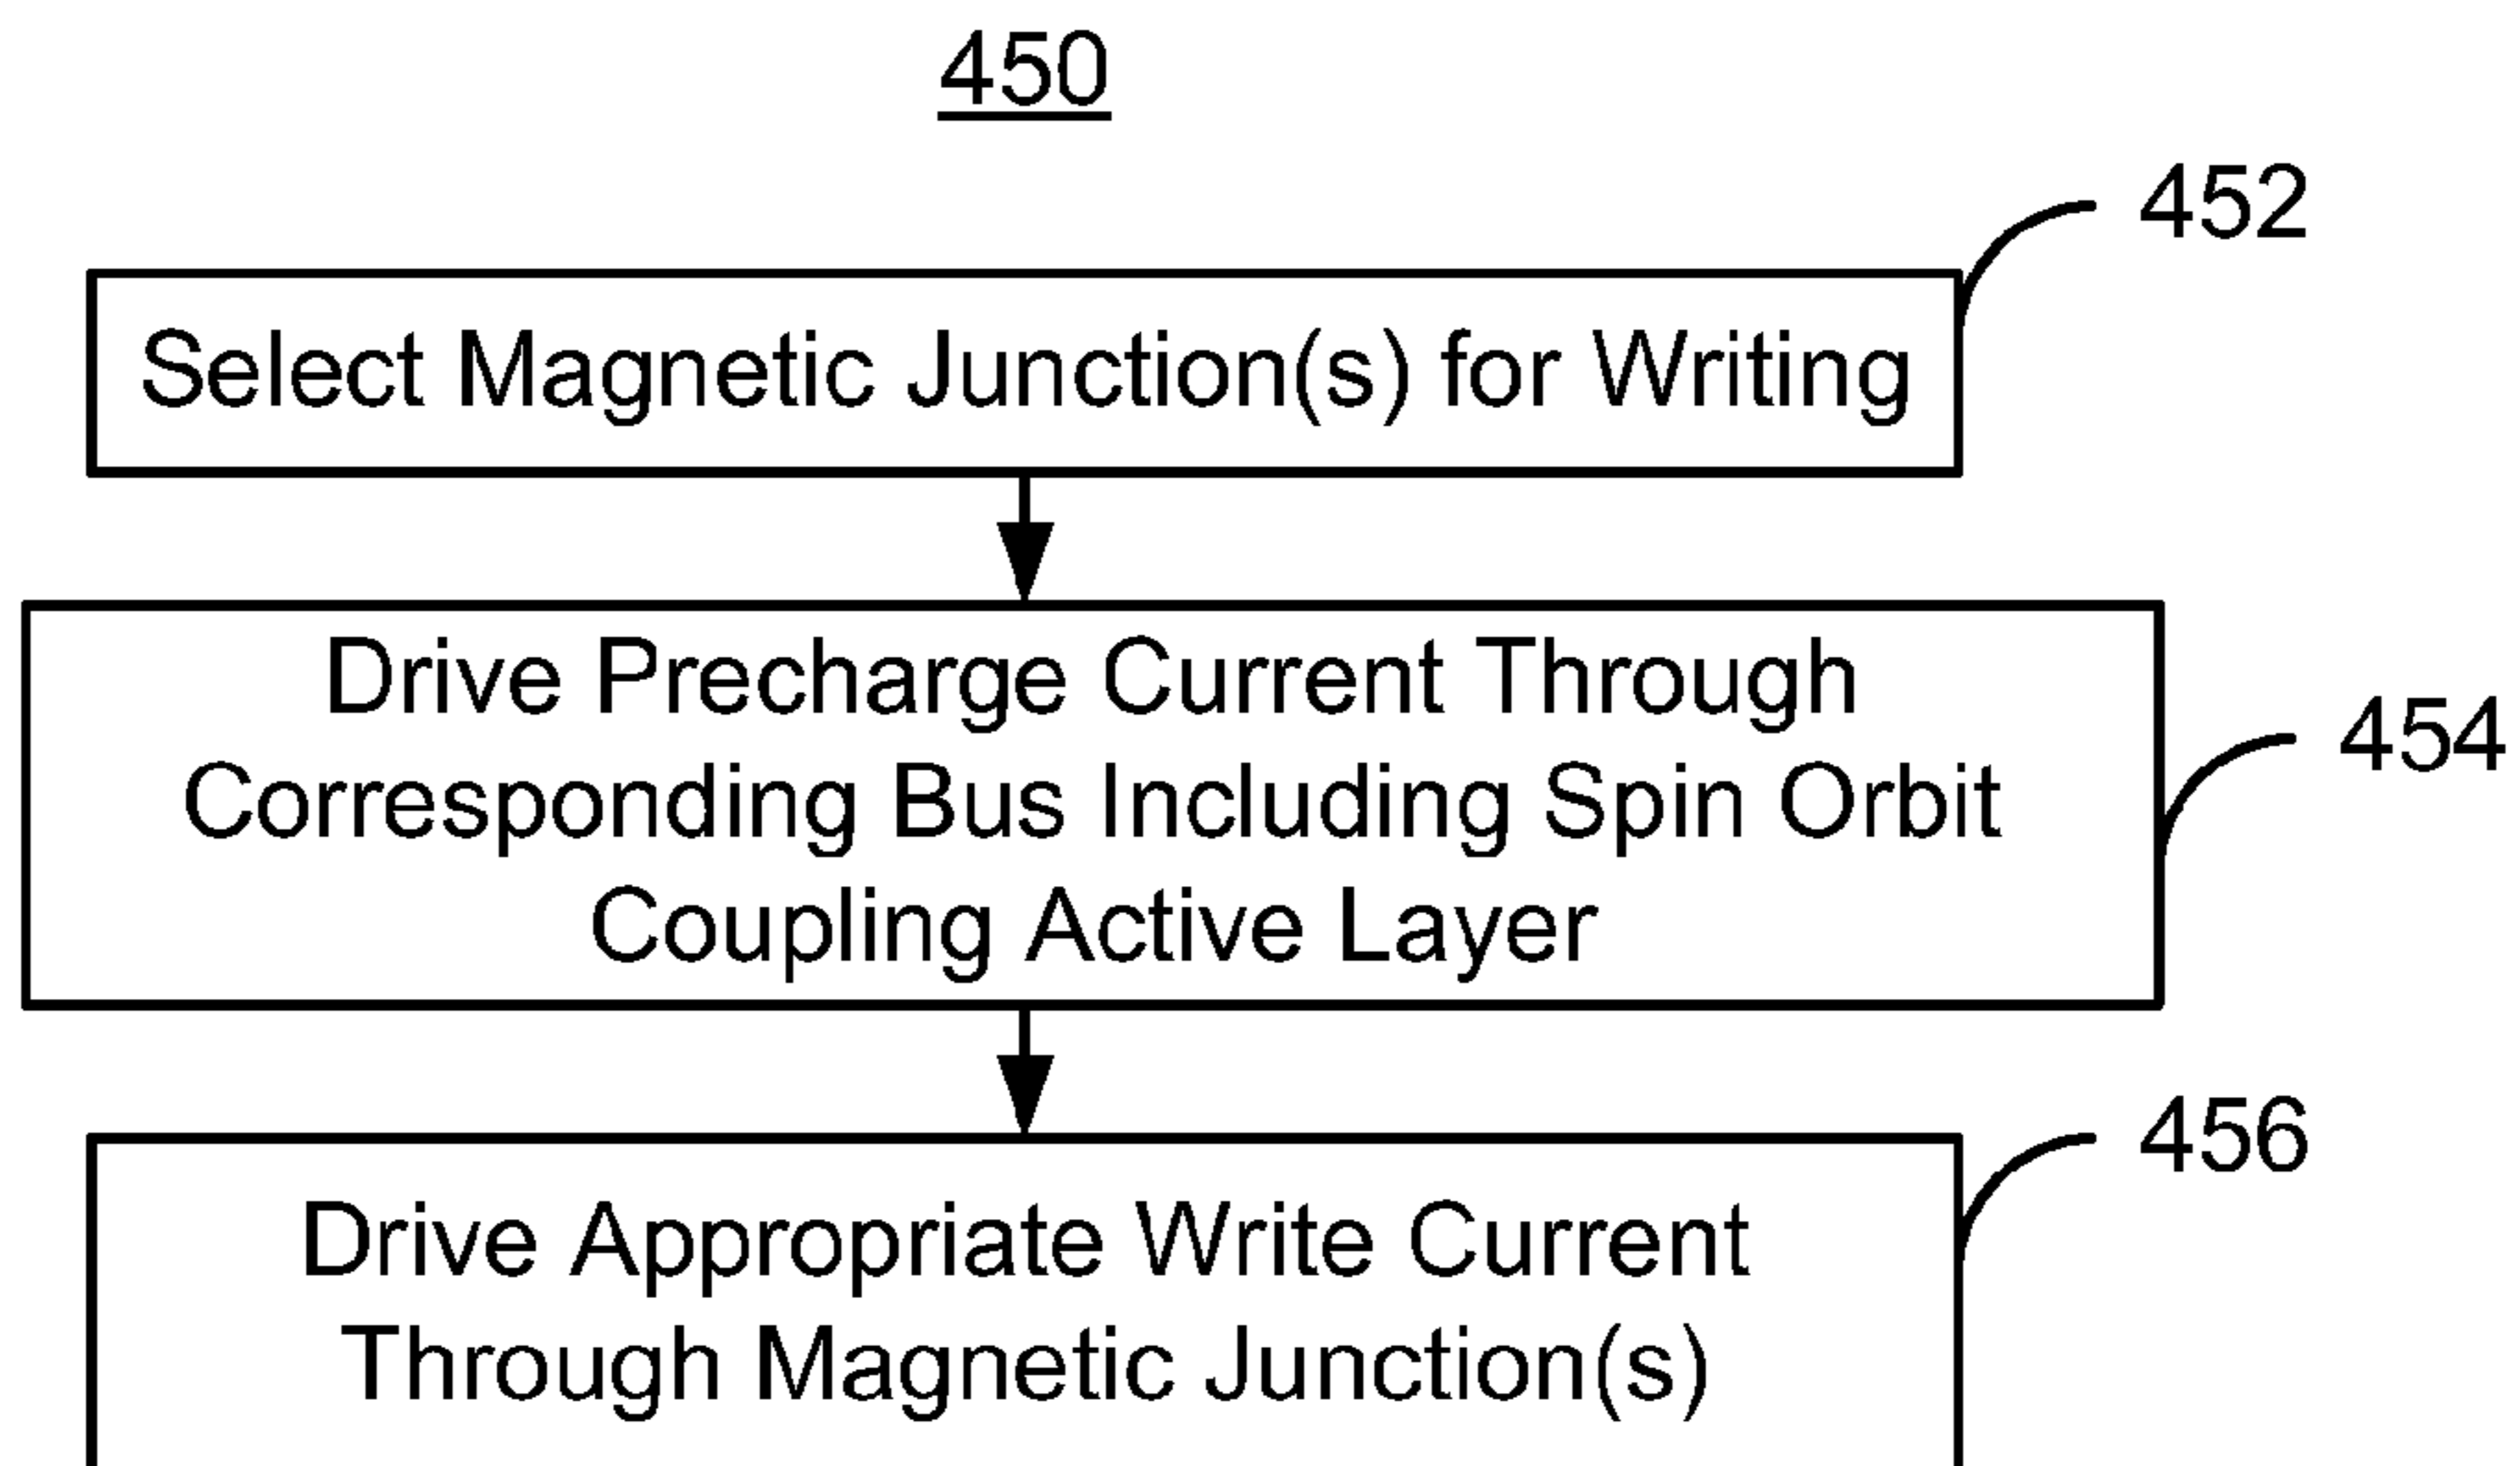 450
452
Select Magnetic Junction(s) for Writing
Drive Precharge Current Through
454
Corresponding Bus Including Spin Orbit
Coupling Active Layer
456
Drive Appropriate Write Current
Through Magnetic Junction(s)